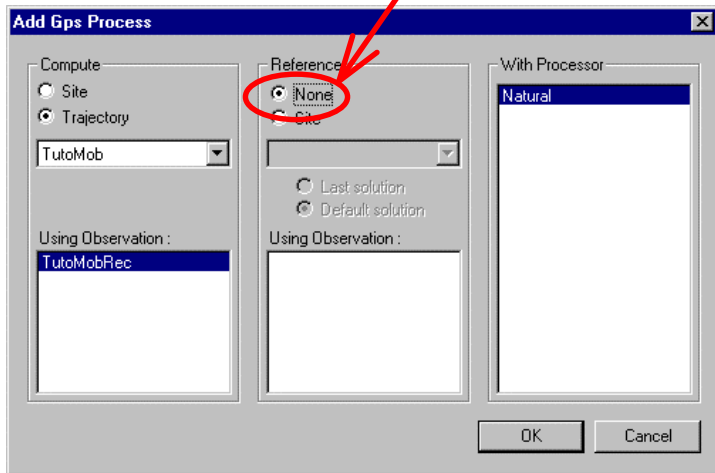 Add Gps Process
Compute
Site
Trajectory
TutoMob
Using Observation :
TutoMobRec
Reference
None
Site
Last solution
Default solution
Using Observation :
With Processor
Natural
OK
Cancel